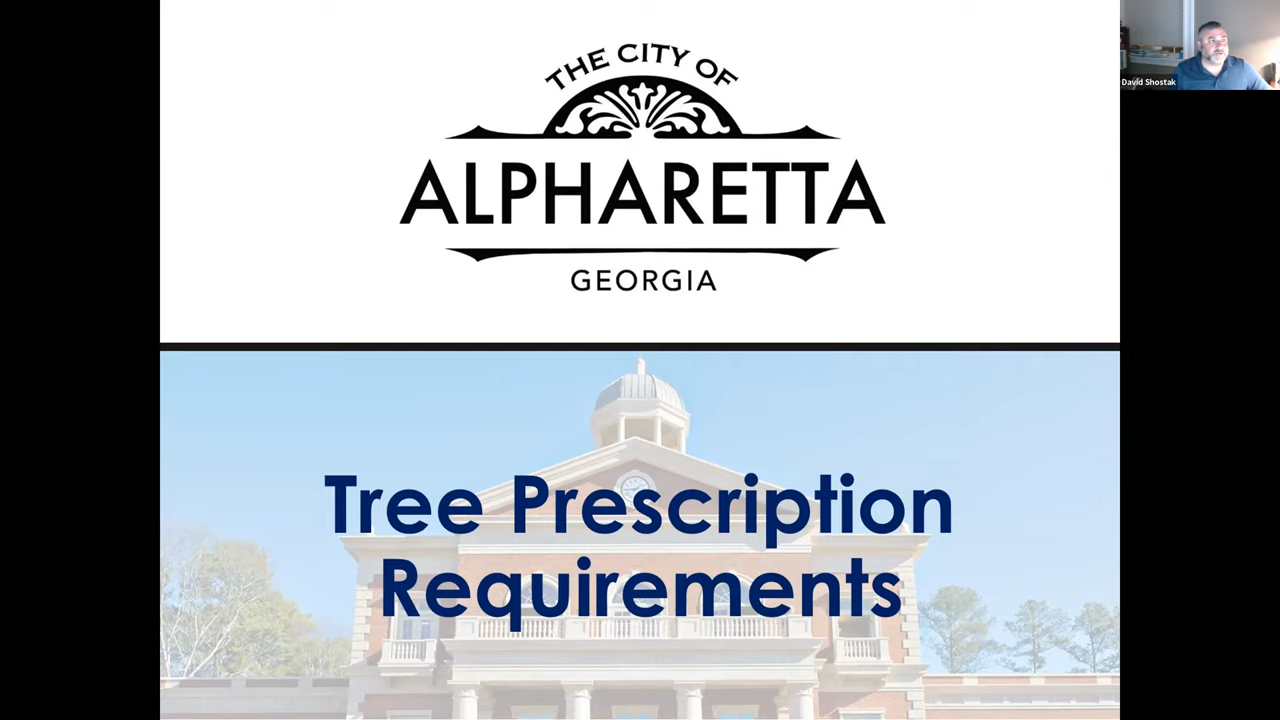 THE CITY OF
ALPHARETTA
GEORGIA
Tree Prescription
Requirements
David Shostak